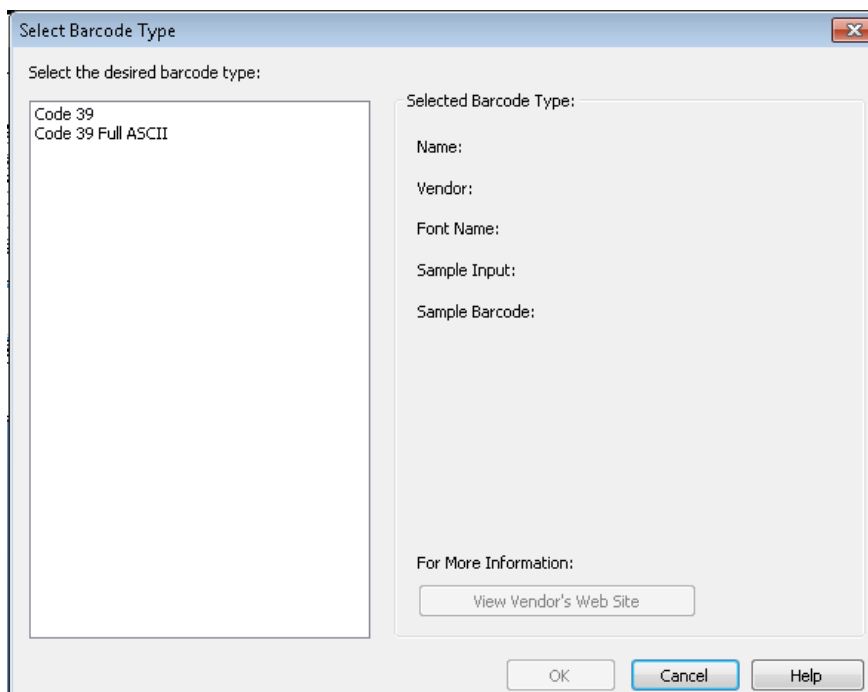 Select Barcode Type
Select the desired barcode type:
Code 39
Code 39 Full ASCII
Selected Barcode Type:
Name:
Vendor:
Font Name:
Sample Input:
Sample Barcode:
For More Information:
View Vendor's Web Site
OK
Cancel
Help